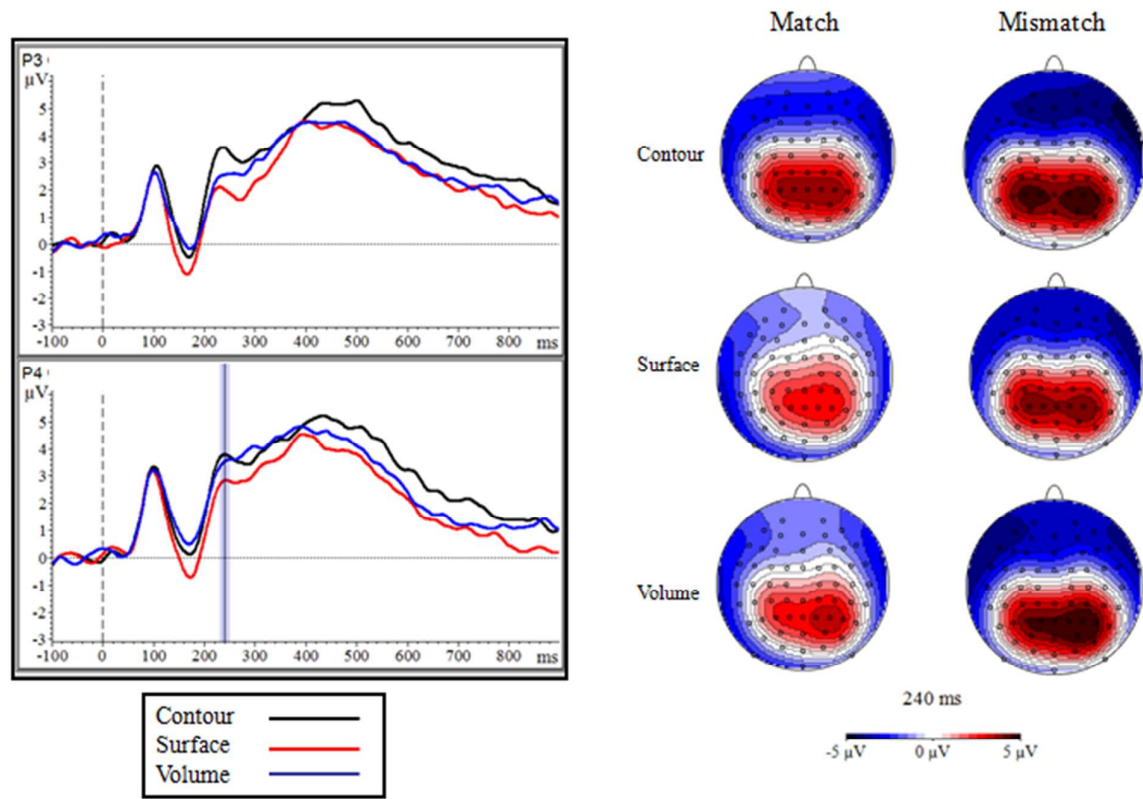 P3
µV
5
4
3
2
1
0
-1
-2
-3
-100 0 100 200 300 400 500 600 700 800 ms
P4
µV
5
4
3
2
1
0
-1
-2
-3
-100 0 100 200 300 400 500 600 700 800 ms
Contour
Surface
Volume
Match Mismatch
Contour
Surface
Volume
240 ms
-5 µV 0 µV 5 µV